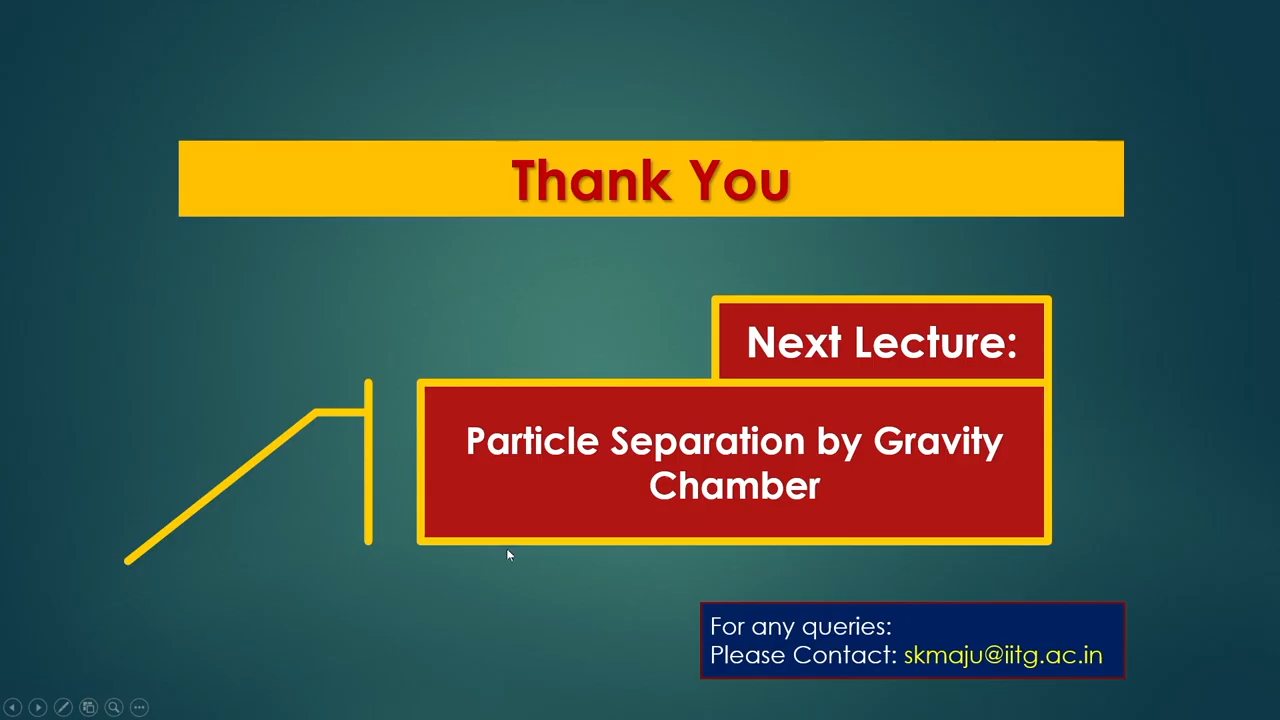 Thank You
Next Lecture:
Particle Separation by Gravity
Chamber
For any queries:
Please Contact: skmaju@iitg.ac.in